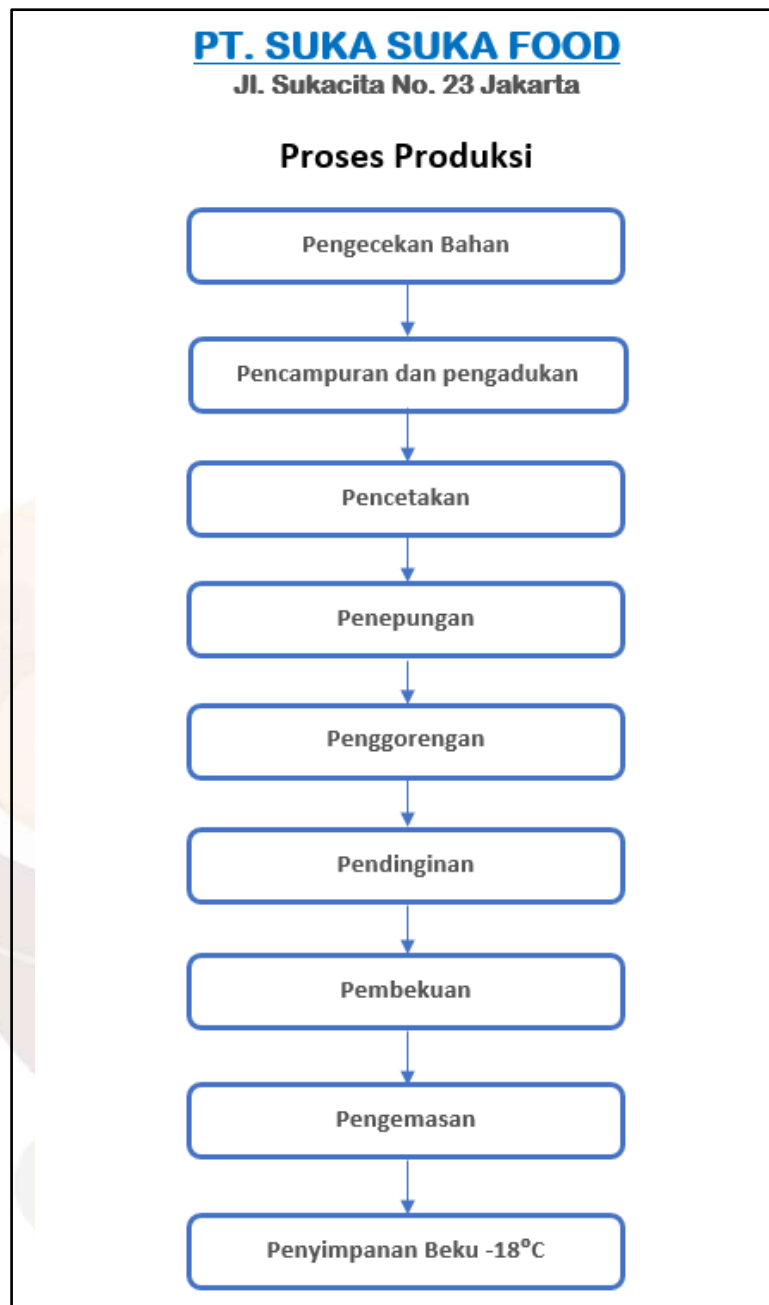 PT. SUKA SUKA FOOD
Jl. Sukacita No. 23 Jakarta
Proses Produksi
Pengecekan Bahan
Pencampuran dan pengadukan
Pencetakan
Penepungan
Penggorengan
Pendinginan
Pembekuan
Pengemasan
Penyimpanan Beku -18⁰C